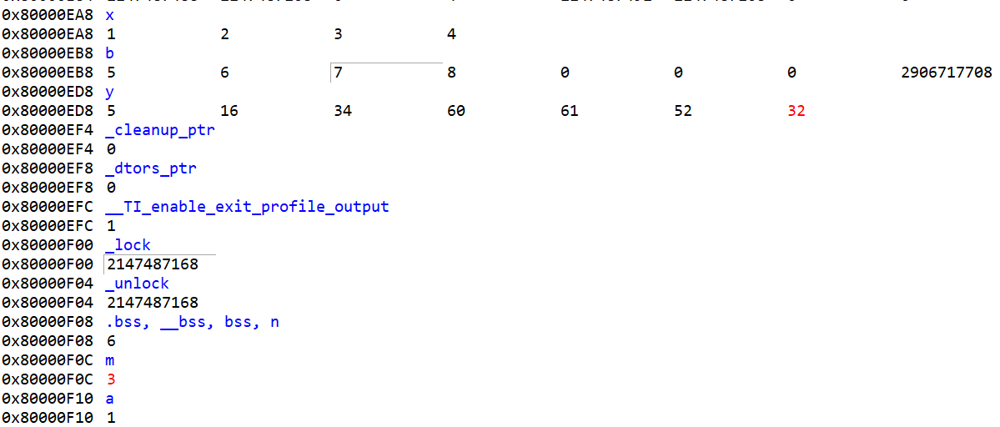 0x80000EA8 x
0x80000EA8 1 2 3 4
0x80000EB8 b
0x80000EB8 5 6 7 8 0 0 0 2906717708
0x80000ED8 y
0x80000ED8 5 16 34 60 61 52 32
0x80000EF4 _cleanup_ptr
0x80000EF4 0
0x80000EF8 _dtors_ptr
0x80000EF8 0
0x80000EFC __TI_enable_exit_profile_output
0x80000EFC 1
0x80000F00 _lock
0x80000F00 2147487168
0x80000F04 _unlock
0x80000F04 2147487168
0x80000F08 .bss, __bss, bss, n
0x80000F08 6
0x80000F0C m
0x80000F0C 3
0x80000F10 a
0x80000F10 1